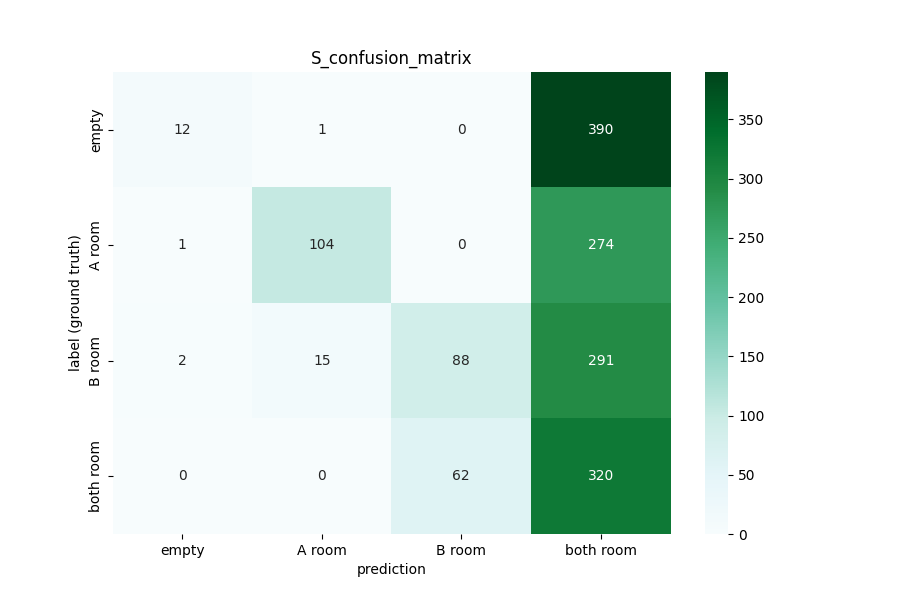 S_confusion_matrix
label (ground truth)
empty
12 1 0 390
A room
1 104 0 274
B room
2 15 88 291
both room
0 0 62 320
empty A room B room both room
prediction
350
300
250
200
150
100
50
0